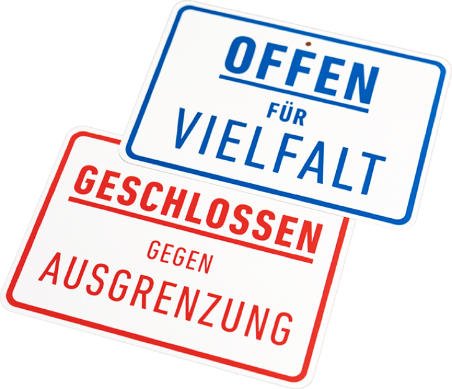 OFFEN
FÜR
VIELFALT
GESCHLOSSEN
GEGEN
AUSGRENZUNG